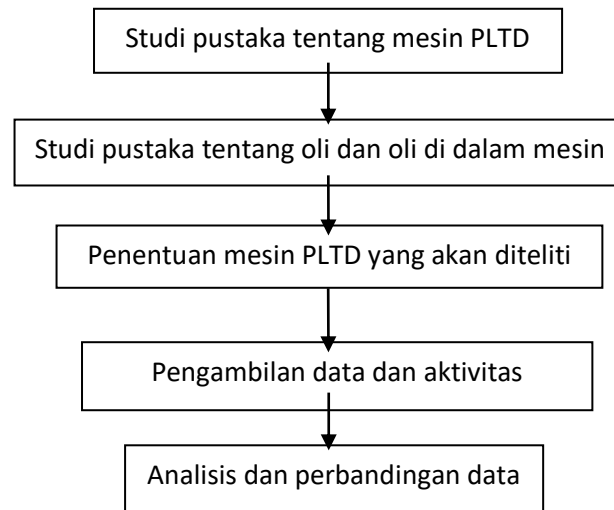 Studi pustaka tentang mesin PLTD
Studi pustaka tentang oli dan oli di dalam mesin
Penentuan mesin PLTD yang akan diteliti
Pengambilan data dan aktivitas
Analisis dan perbandingan data